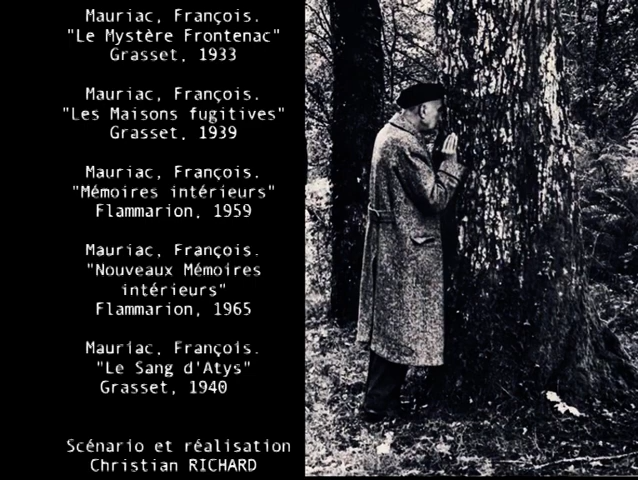 Mauriac, François.
"Le Mystère Frontenac"
Grasset, 1933
Mauriac, François.
"Les Maisons fugitives"
Grasset, 1939
Mauriac, François.
"Mémoires intérieurs"
Flammarion, 1959
Mauriac, François.
"Nouveaux Mémoires
intérieurs"
Flammarion, 1965
Mauriac, François.
"Le Sang d'Atys"
Grasset, 1940
Scénario et réalisation
Christian RICHARD